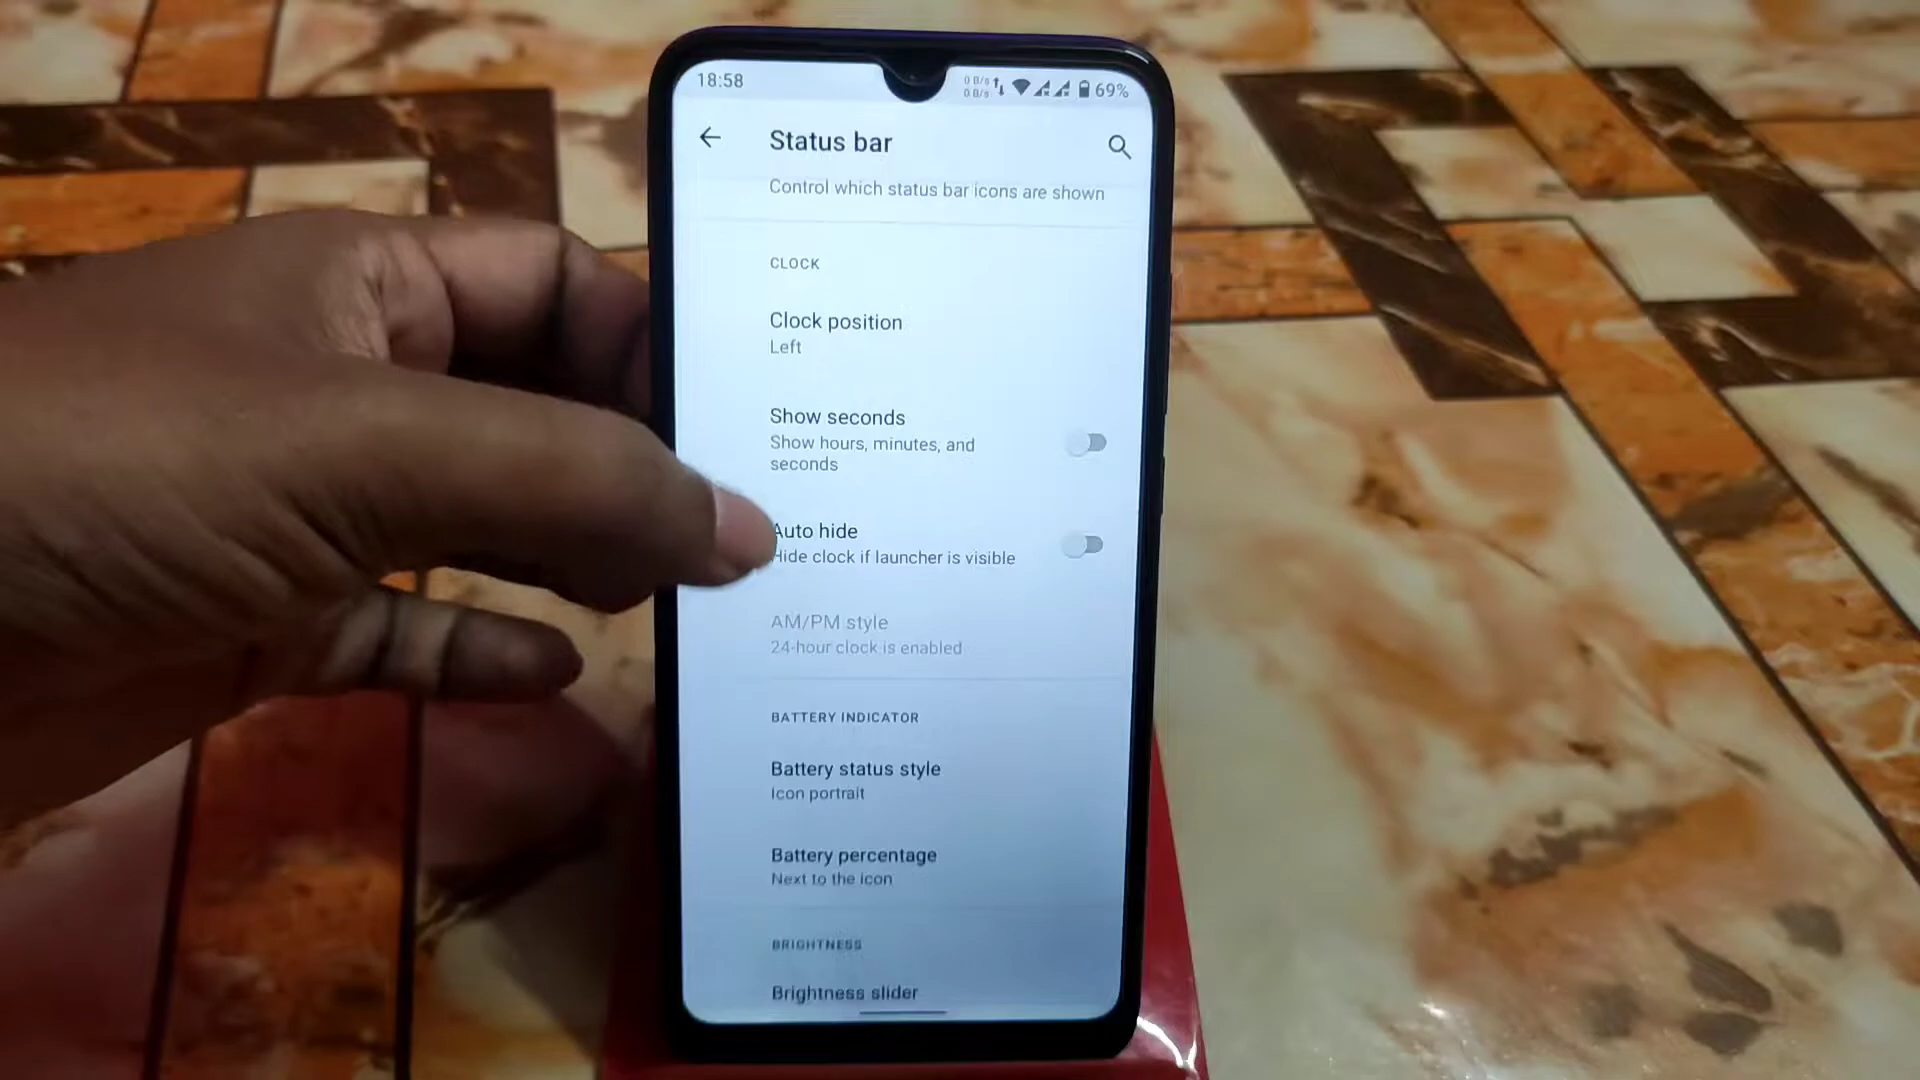 18:58
0 B/s
0 B/s
69%
Status bar
Control which status bar icons are shown
CLOCK
Clock position
Left
Show seconds
Show hours, minutes, and
seconds
Auto hide
Hide clock if launcher is visible
AM/PM style
24-hour clock is enabled
BATTERY INDICATOR
Battery status style
Icon portrait
Battery percentage
Next to the icon
BRIGHTNESS
Brightness slider